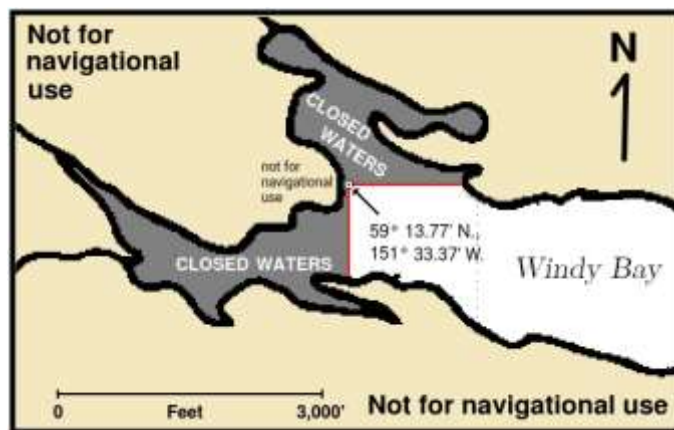 Not for
navigational
use
N
CLOSED
WATERS
not for
navigational
use
59° 13.77' N.,
151° 33.37' W.
CLOSED WATERS
Windy Bay
0 Feet 3,000'
Not for navigational use